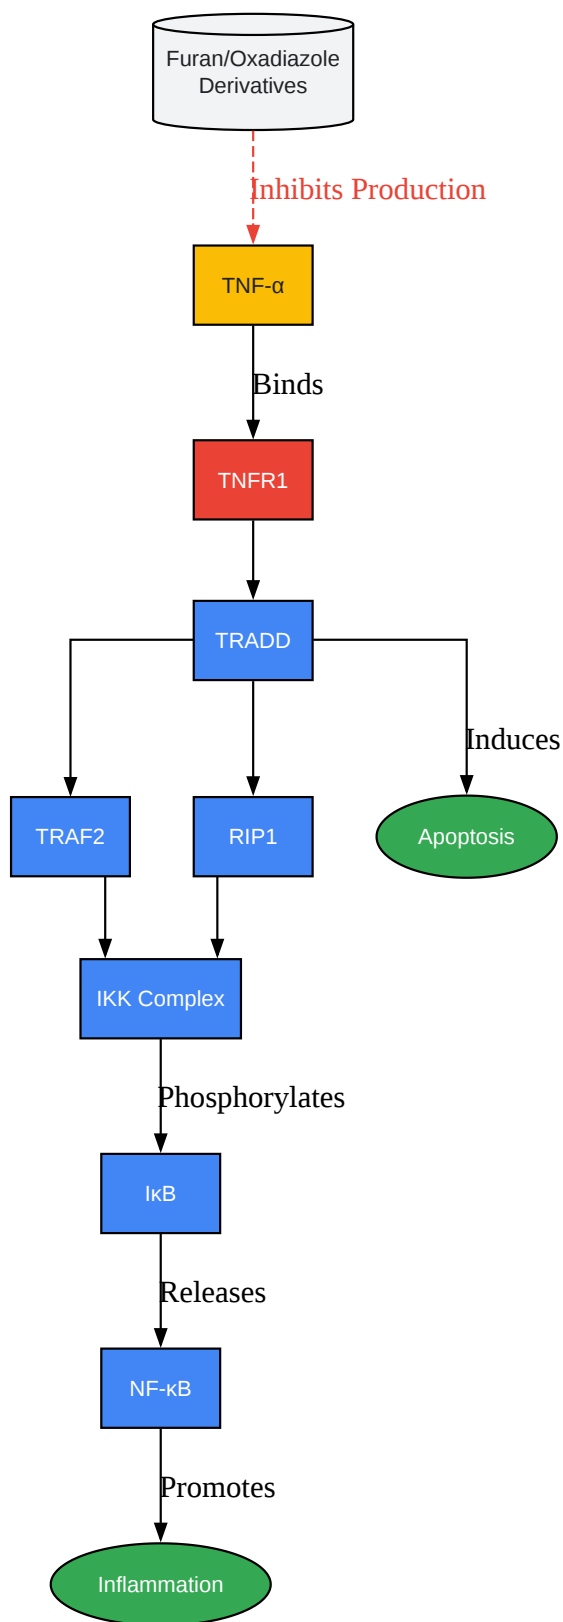 Furan/Oxadiazole
Derivatives
Inhibits Production
TNF-α
Binds
TNFR1
TRADD
Induces
TRAF2
RIP1
Apoptosis
IKK Complex
Phosphorylates
IκB
Releases
NF-κB
Promotes
Inflammation